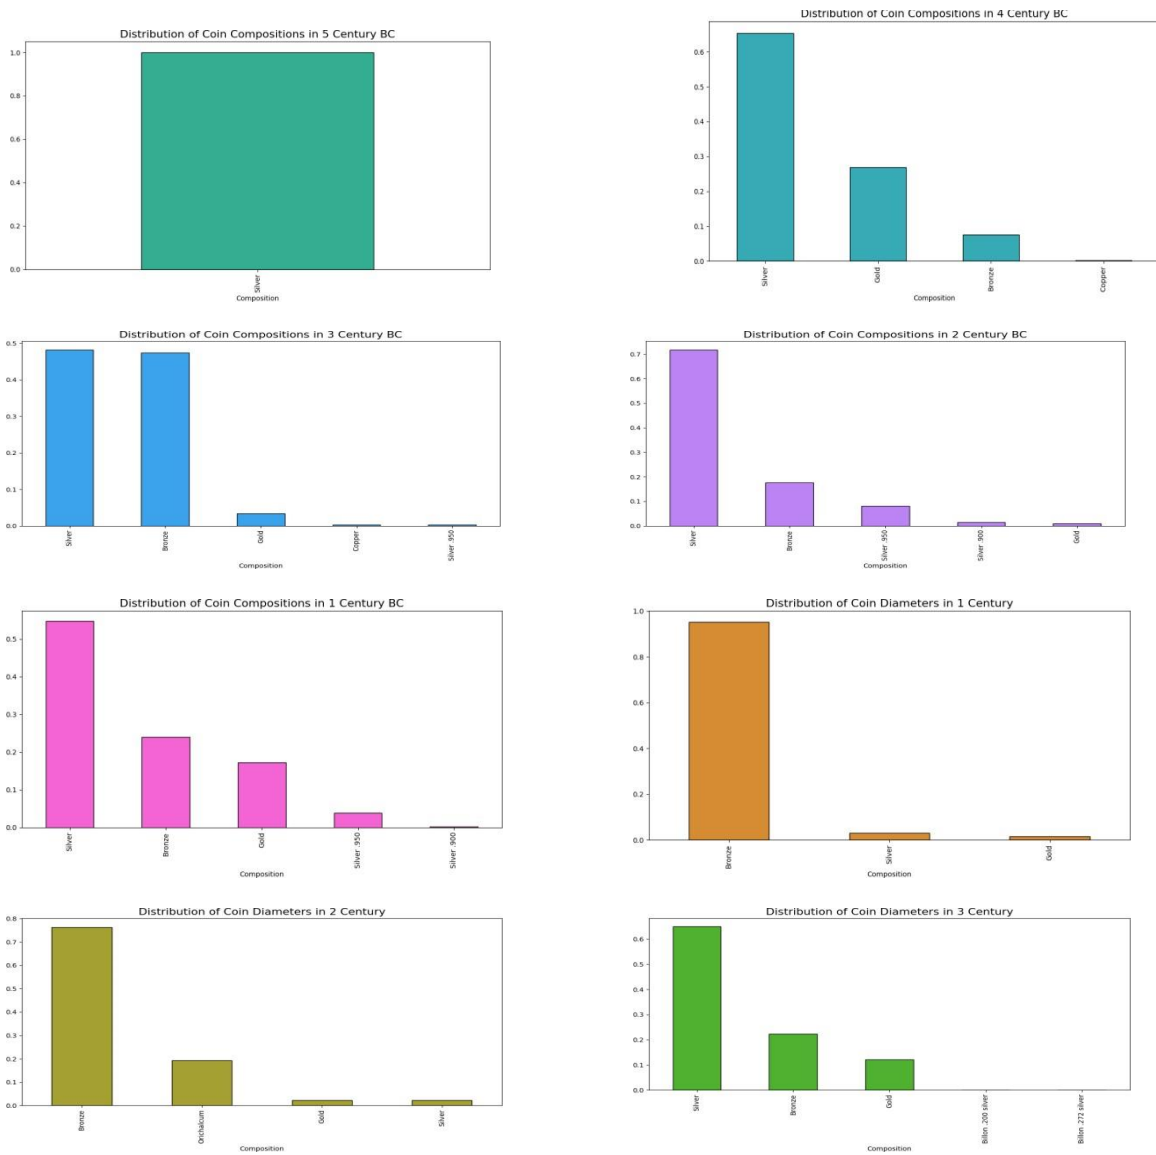 Distribution of Coin Compositions in 5 Century BC
1.0
0.8
0.6
0.4
0.2
0.0
Silver
Composition
Distribution of Coin Compositions in 4 Century BC
0.6
0.5
0.4
0.3
0.2
0.1
0.0
Silver
Gold
Bronze
Copper
Composition
Distribution of Coin Compositions in 3 Century BC
0.5
0.4
0.3
0.2
0.1
0.0
Silver
Bronze
Gold
Copper
Silver .950
Composition
Distribution of Coin Compositions in 2 Century BC
0.7
0.6
0.5
0.4
0.3
0.2
0.1
0.0
Silver
Bronze
Silver .950
Silver .900
Gold
Composition
Distribution of Coin Compositions in 1 Century BC
0.5
0.4
0.3
0.2
0.1
0.0
Silver
Bronze
Gold
Silver .950
Silver .900
Composition
Distribution of Coin Diameters in 1 Century
1.0
0.8
0.6
0.4
0.2
0.0
Bronze
Silver
Gold
Composition
Distribution of Coin Diameters in 2 Century
0.8
0.7
0.6
0.5
0.4
0.3
0.2
0.1
0.0
Bronze
Orichalcum
Gold
Silver
Composition
Distribution of Coin Diameters in 3 Century
0.6
0.5
0.4
0.3
0.2
0.1
0.0
Silver
Bronze
Gold
Billon .200 silver
Billon .272 silver
Composition